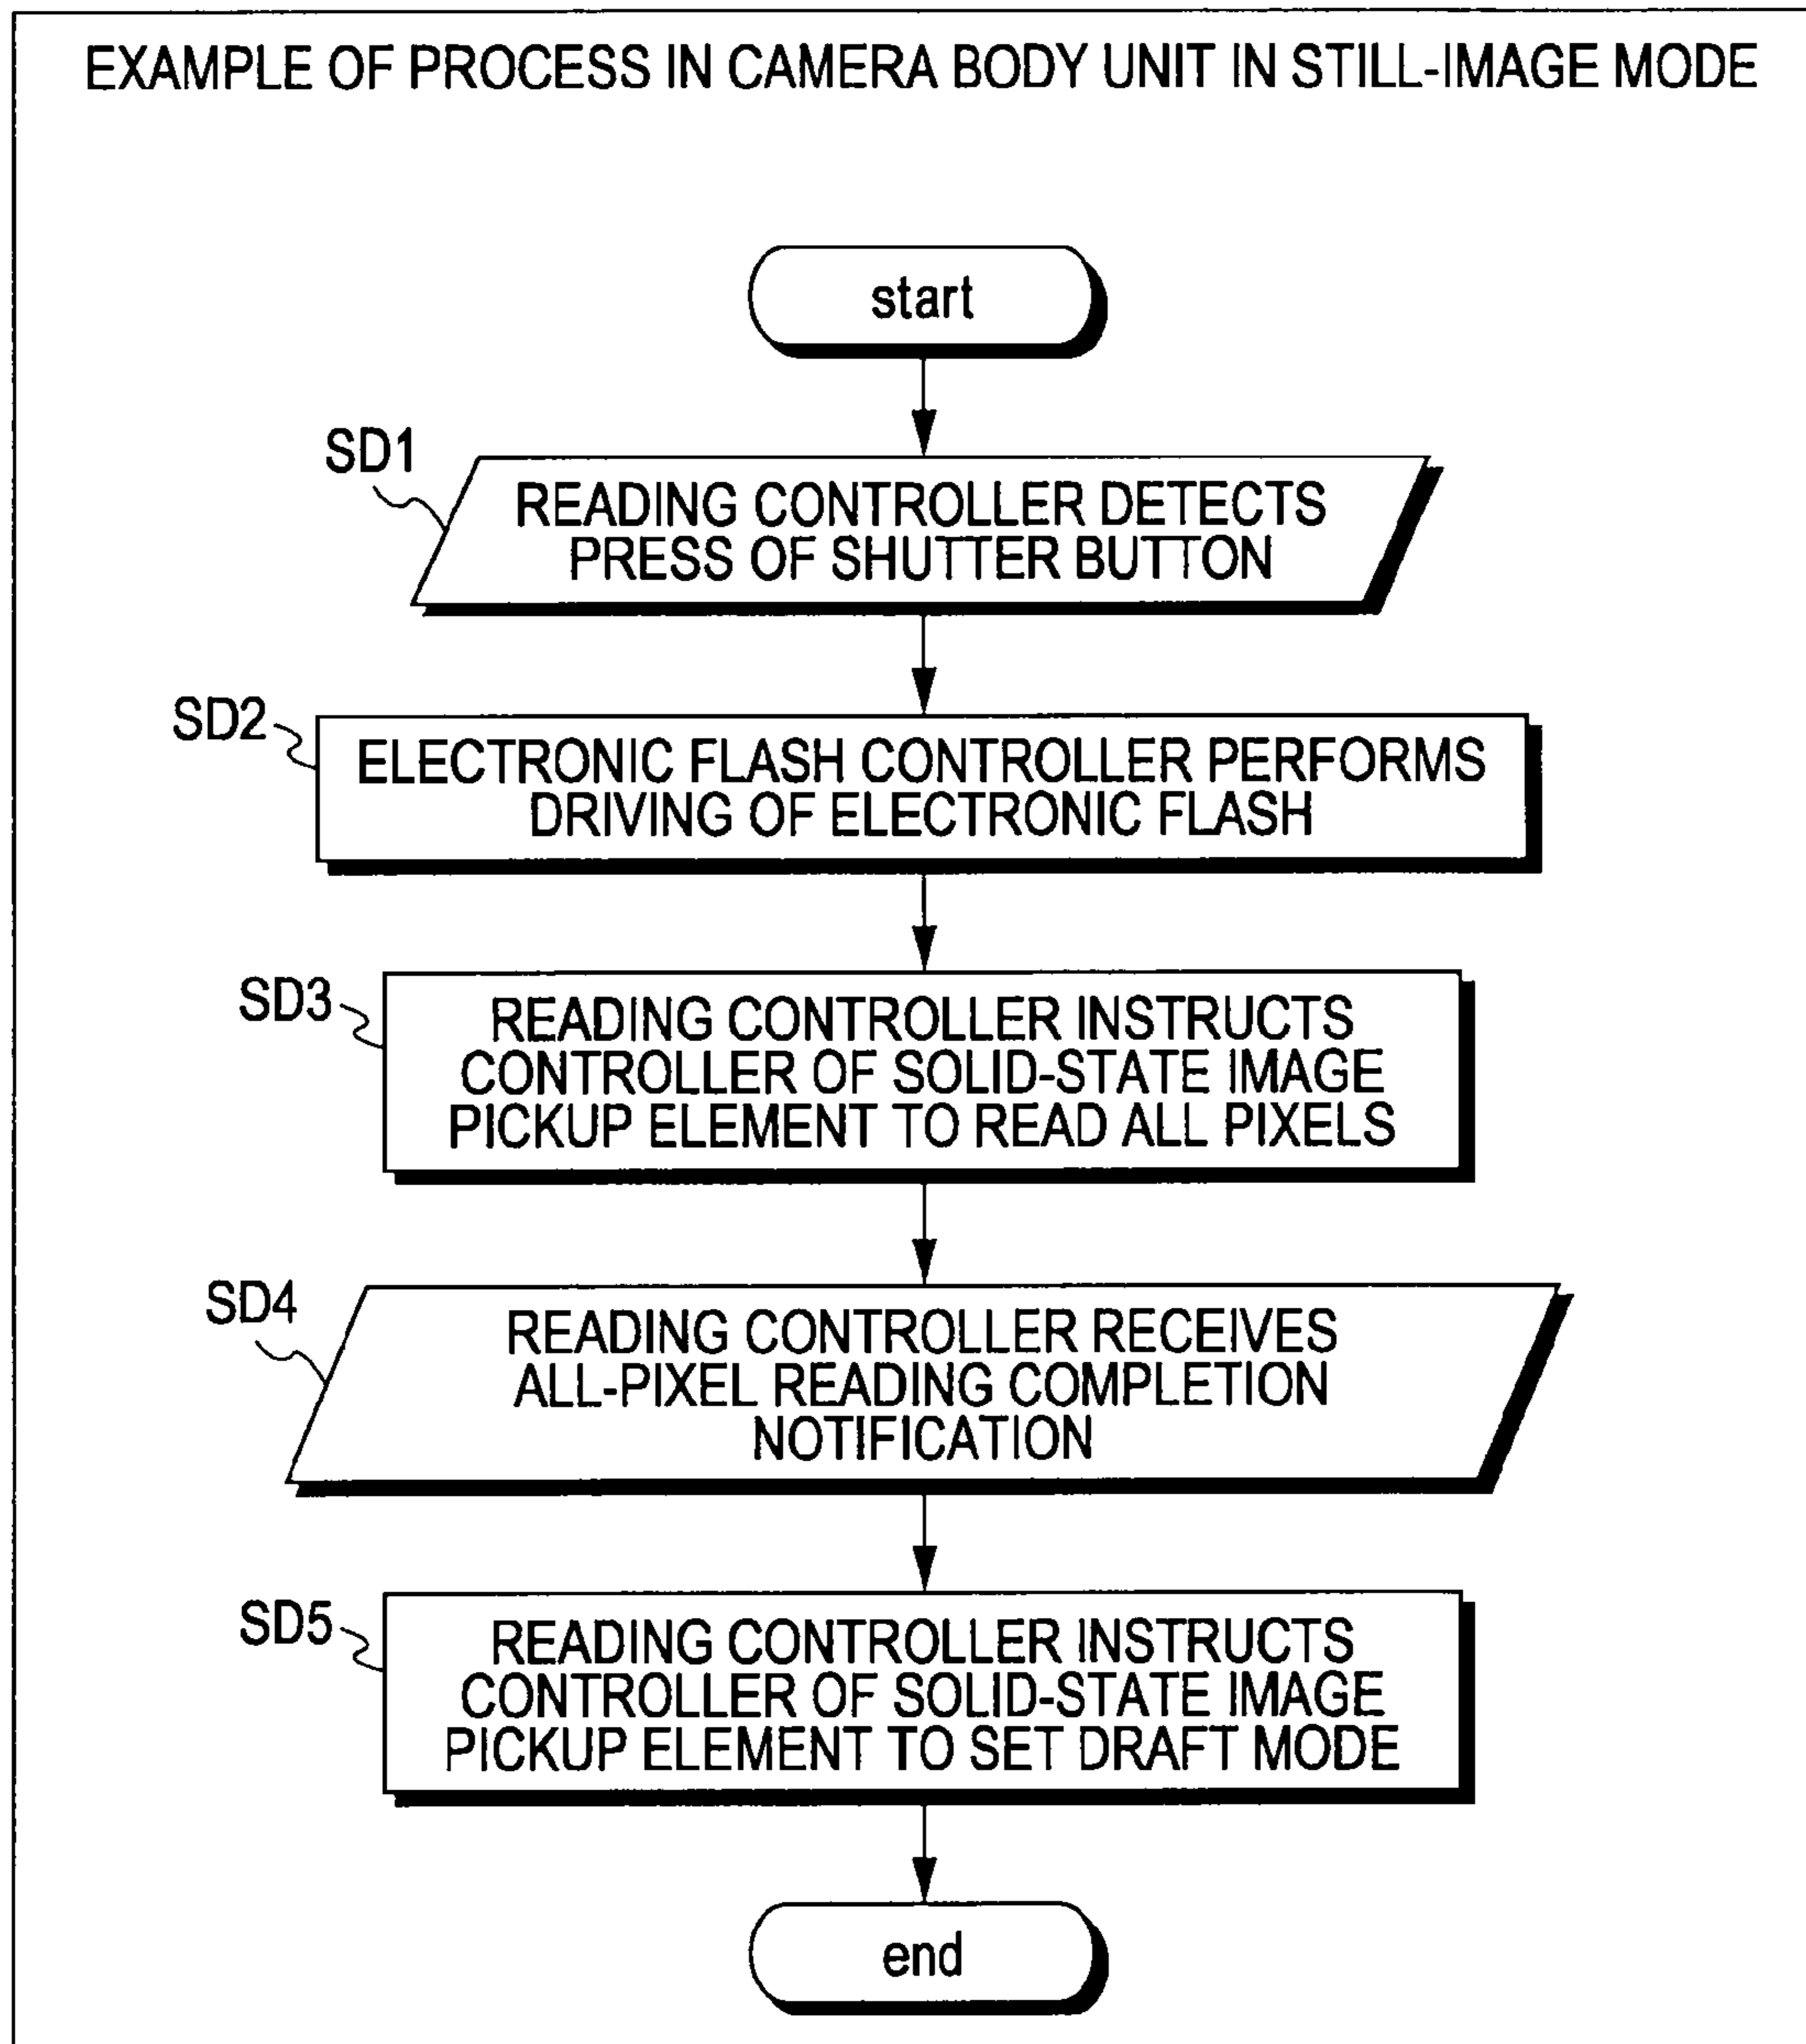 EXAMPLE OF PROCESS IN CAMERA BODY UNIT IN STILL-IMAGE MODE
start
SD1
READING CONTROLLER DETECTS
PRESS OF SHUTTER BUTTON
SD2
ELECTRONIC FLASH CONTROLLER PERFORMS
DRIVING OF ELECTRONIC FLASH
SD3
READING CONTROLLER INSTRUCTS
CONTROLLER OF SOLID-STATE IMAGE
PICKUP ELEMENT TO READ ALL PIXELS
SD4
READING CONTROLLER RECEIVES
ALL-PIXEL READING COMPLETION
NOTIFICATION
SD5
READING CONTROLLER INSTRUCTS
CONTROLLER OF SOLID-STATE IMAGE
PICKUP ELEMENT TO SET DRAFT MODE
end